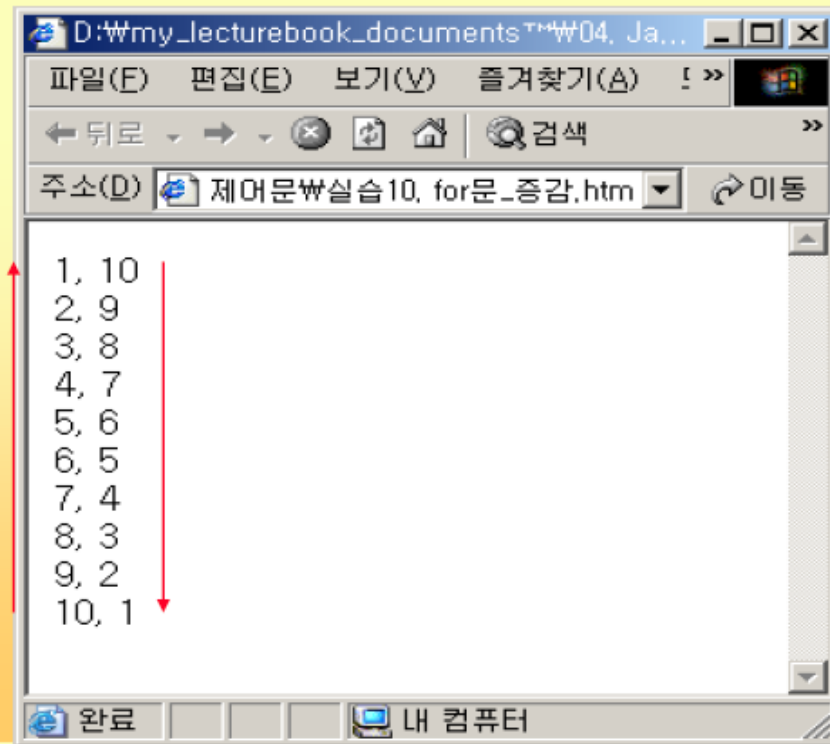 D:₩my_lecturebook_documents™₩04, Ja...
파일(F) 편집(E) 보기(V) 즐겨찾기(A) »
뒤로 검색 »
주소(D) 제어문₩실습10, for문_증감,htm 이동
1, 10
2, 9
3, 8
4, 7
5, 6
6, 5
7, 4
8, 3
9, 2
10, 1
완료 내 컴퓨터